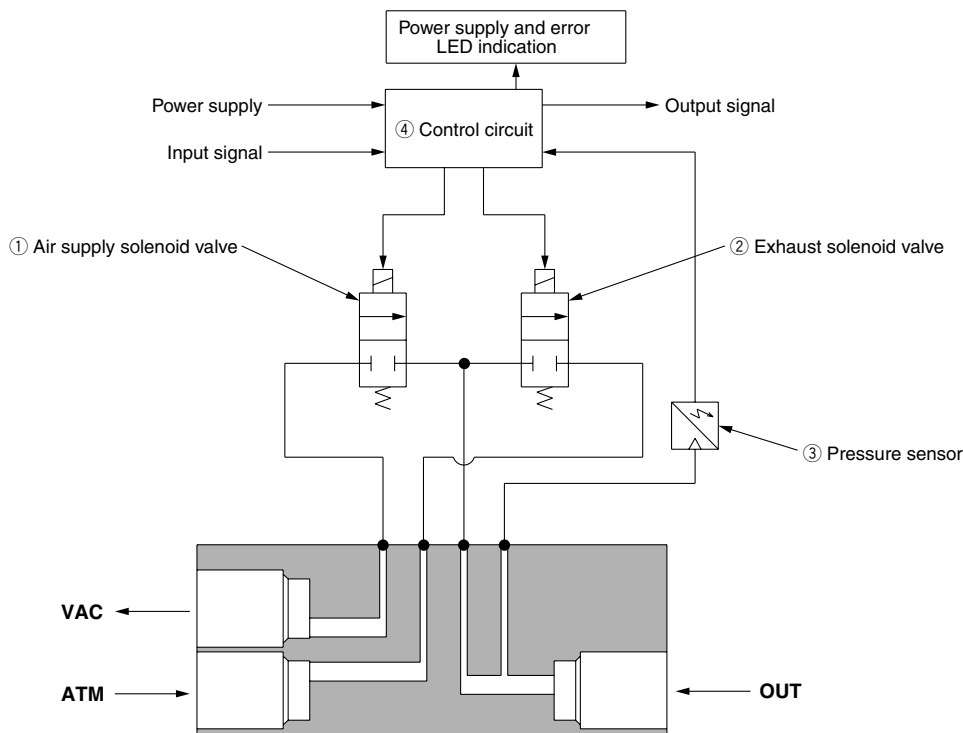 Power supply and error
LED indication
Power supply
Output signal
④ Control circuit
Input signal
① Air supply solenoid valve
② Exhaust solenoid valve
③ Pressure sensor
VAC
ATM
OUT